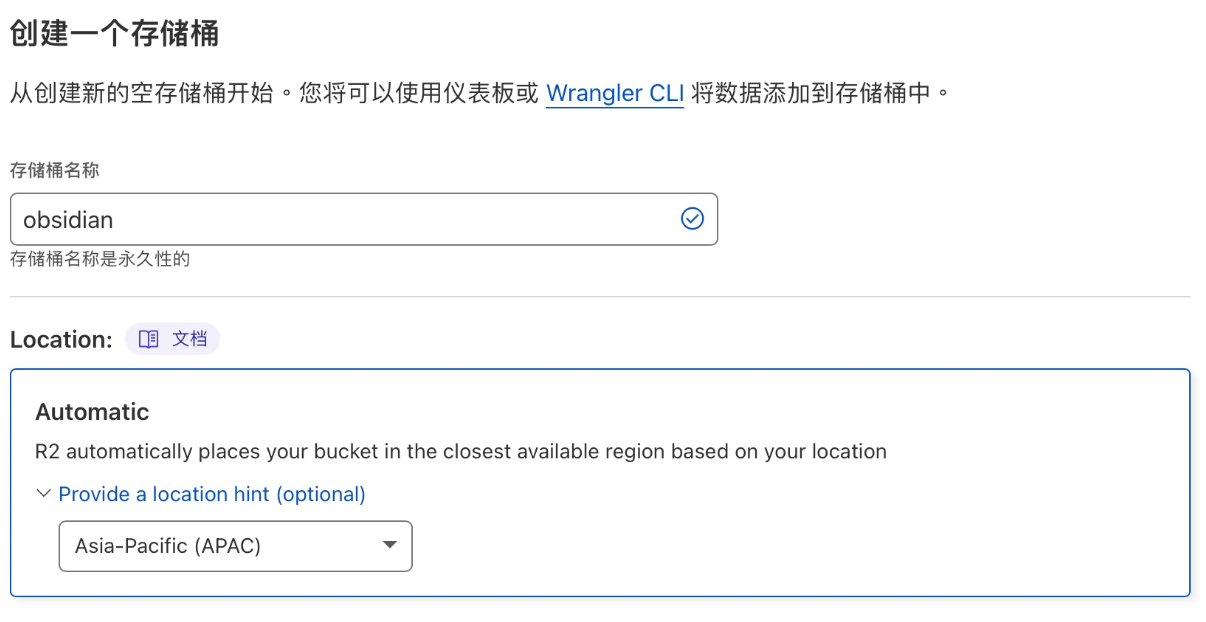 创建一个存储桶
从创建新的空存储桶开始。您将可以使用仪表板或 Wrangler CLI 将数据添加到存储桶中。
存储桶名称
obsidian
存储桶名称是永久性的
Location: 文档
Automatic
R2 automatically places your bucket in the closest available region based on your location
Provide a location hint (optional)
Asia-Pacific (APAC)